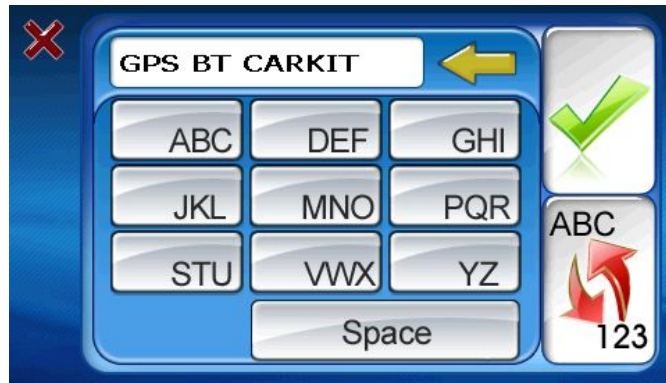 GPS BT CARKIT
ABC DEF GHI
JKL MNO PQR ABC
STU VWX YZ
Space 123